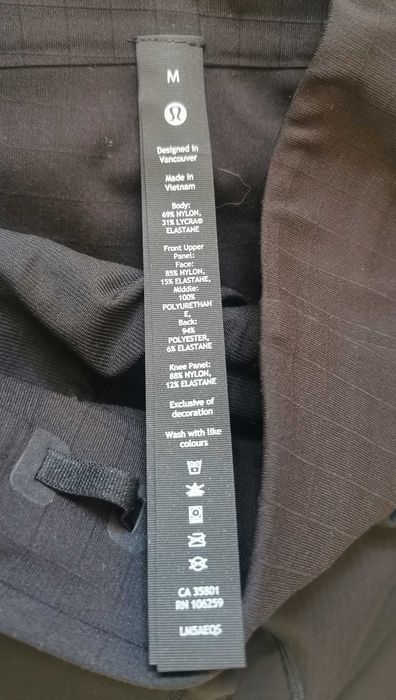 M
Designed in
Vancouver
Made in
Vietnam
Body:
69% NYLON,
31% LYCRA®
ELASTANE
Front Upper
Panel:
Face:
85% NYLON,
15% ELASTANE,
Middle:
100%
POLYURETHAN
E,
Back:
94%
POLYESTER,
6% ELASTANE
Knee Panel:
88% NYLON,
12% ELASTANE
Exclusive of
decoration
Wash with like
colours
CA 35801
RN 106259
LM5AEQS